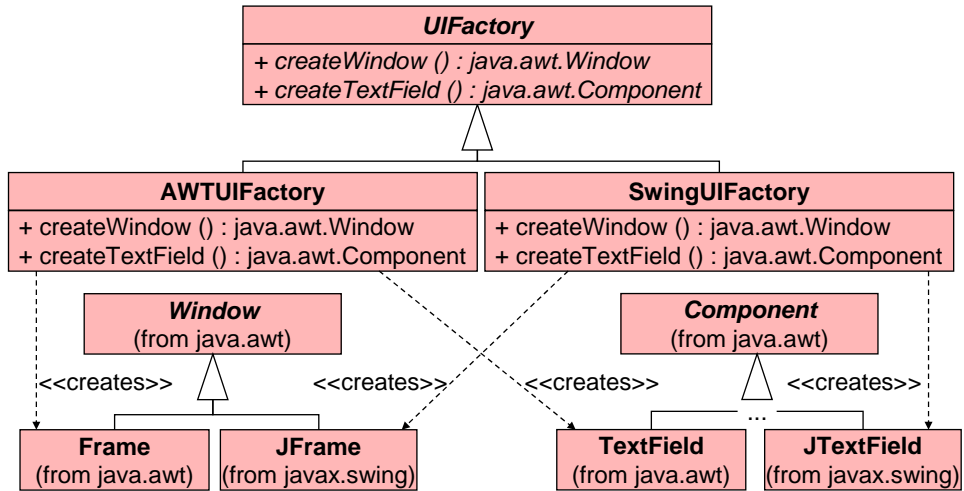 UIFactory
+ createWindow () : java.awt.Window
+ createTextField () : java.awt.Component
AWTUIFactory
+ createWindow () : java.awt.Window
+ createTextField () : java.awt.Component
SwingUIFactory
+ createWindow () : java.awt.Window
+ createTextField () : java.awt.Component
Window
(from java.awt)
Component
(from java.awt)
<<creates>>
<<creates>>
<<creates>>
<<creates>>
...
Frame
(from java.awt)
JFrame
(from javax.swing)
TextField
(from java.awt)
JTextField
(from javax.swing)